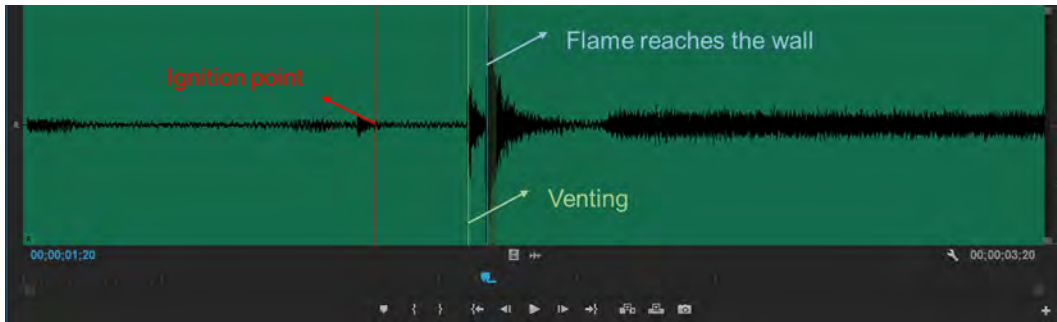 Flame reaches the wall
Ignition point
R
Venting
00;00;01;20
00;00;03;20